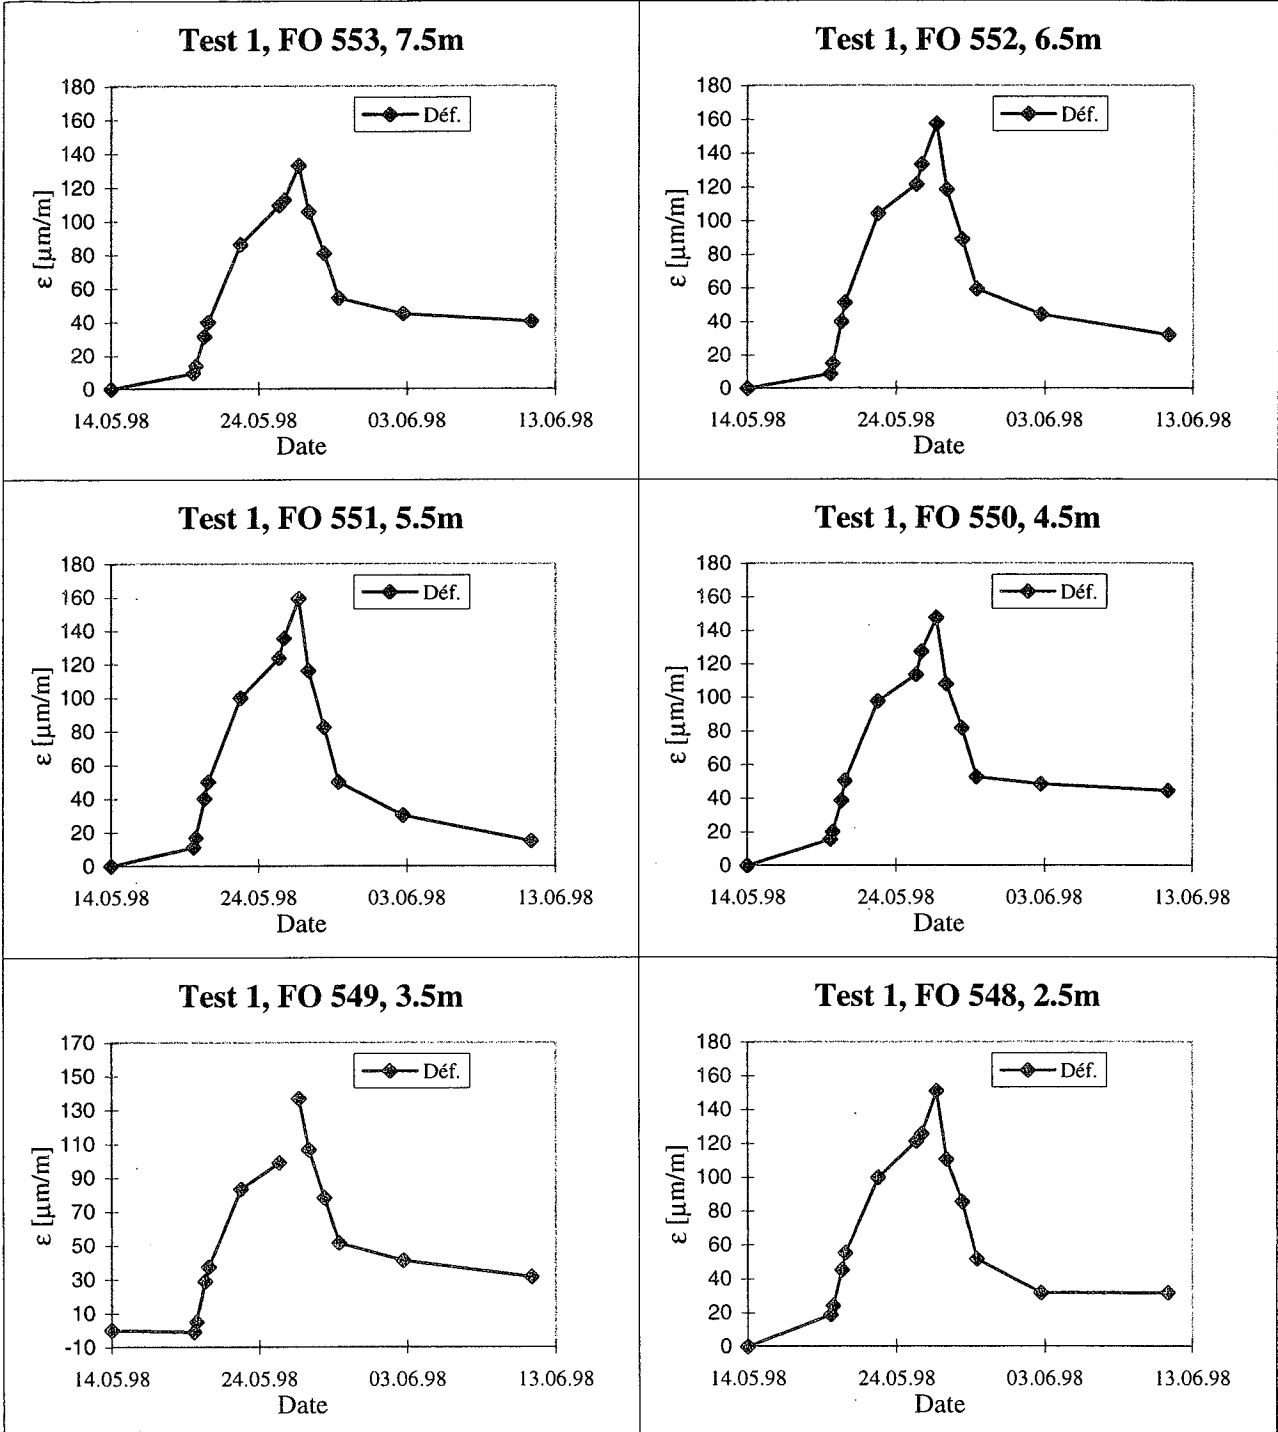 Test 1, FO 553, 7.5m
180
160
140
120
100
80
60
40
20
0
ε [µm/m]
Déf.
14.05.98 24.05.98 03.06.98 13.06.98
Date
Test 1, FO 552, 6.5m
180
160
140
120
100
80
60
40
20
0
ε [µm/m]
Déf.
14.05.98 24.05.98 03.06.98 13.06.98
Date
Test 1, FO 551, 5.5m
180
160
140
120
100
80
60
40
20
0
ε [µm/m]
Déf.
14.05.98 24.05.98 03.06.98 13.06.98
Date
Test 1, FO 550, 4.5m
180
160
140
120
100
80
60
40
20
0
ε [µm/m]
Déf.
14.05.98 24.05.98 03.06.98 13.06.98
Date
Test 1, FO 549, 3.5m
170
150
130
110
90
70
50
30
10
-10
ε [µm/m]
Déf.
14.05.98 24.05.98 03.06.98 13.06.98
Date
Test 1, FO 548, 2.5m
180
160
140
120
100
80
60
40
20
0
ε [µm/m]
Déf.
14.05.98 24.05.98 03.06.98 13.06.98
Date